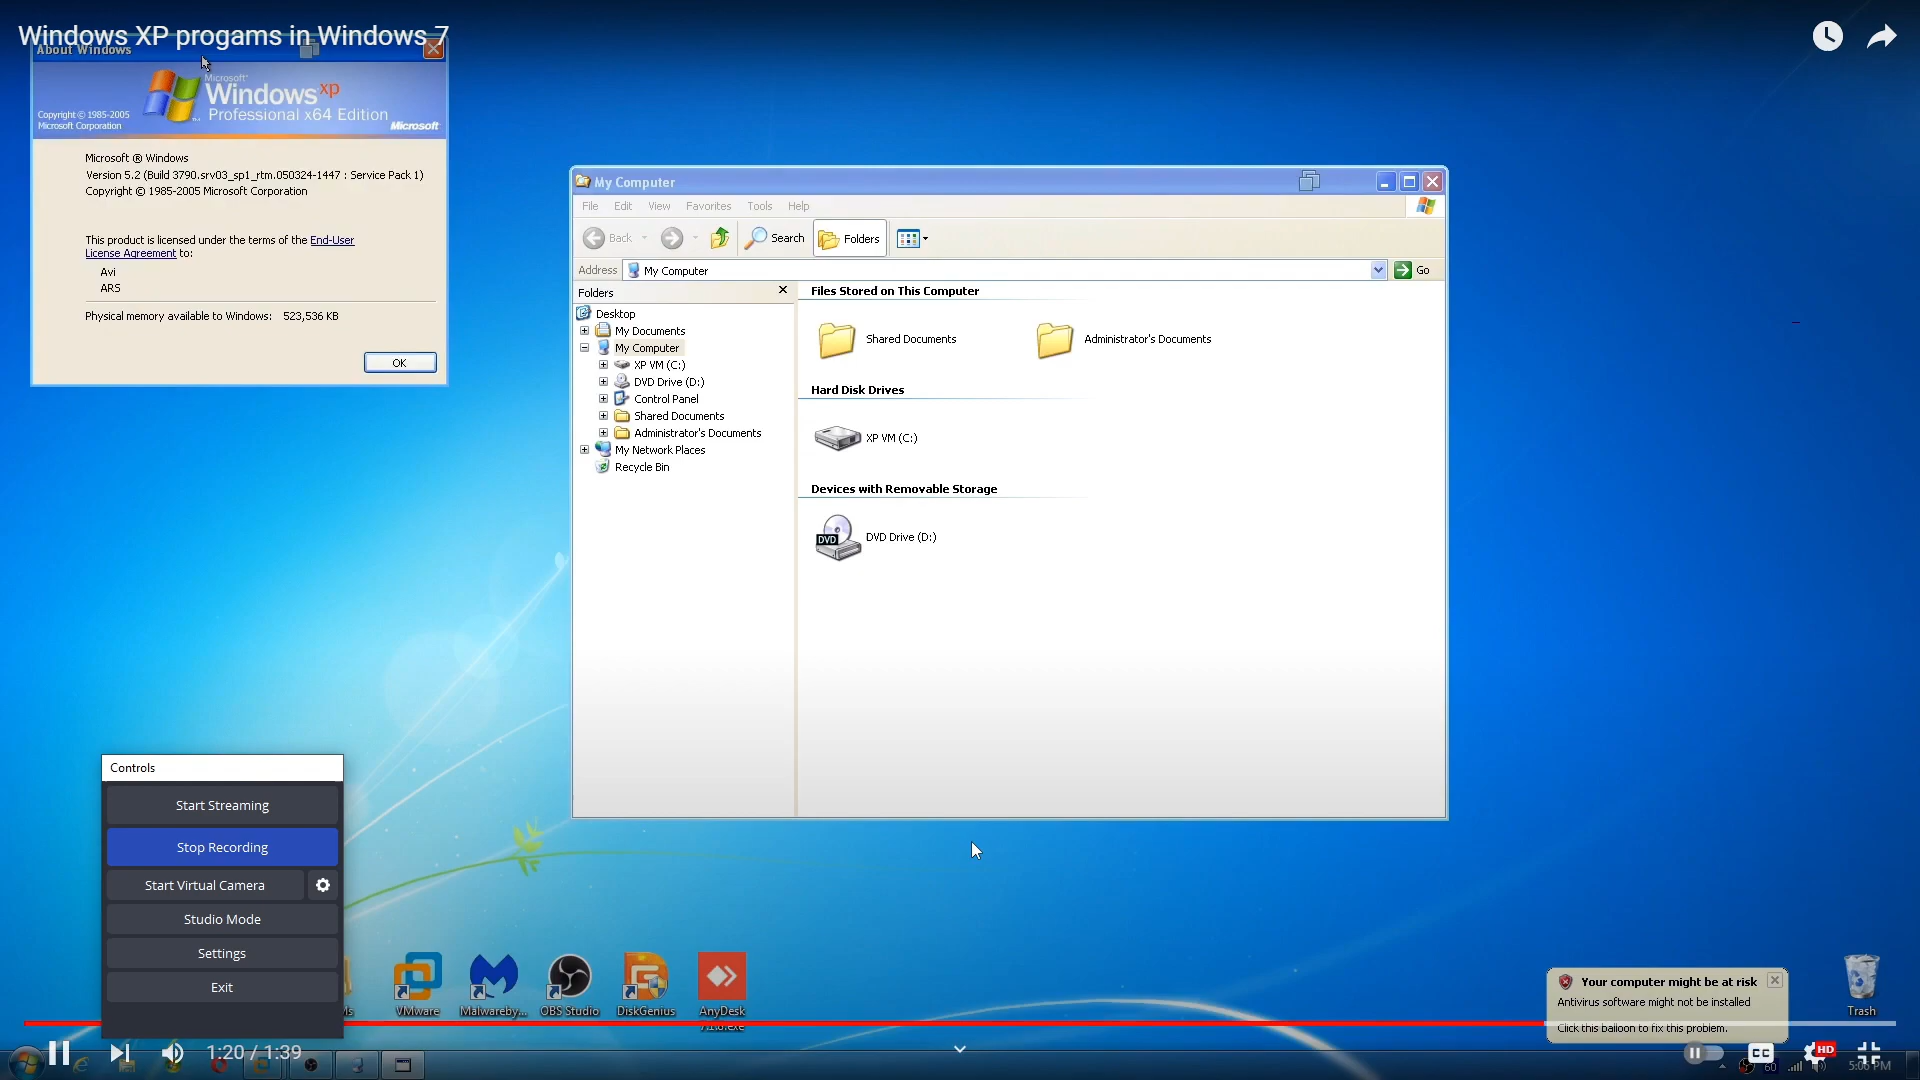 Windows XP progams in Windows 7
About Windows
Microsoft
Windows xp
Professional x64 Edition
Copyright © 1985-2005
Microsoft Corporation
Microsoft
Microsoft ® Windows
Version 5.2 (Build 3790.srv03_sp1_rtm.050324-1447 : Service Pack 1)
Copyright © 1985-2005 Microsoft Corporation
This product is licensed under the terms of the End-User
License Agreement to:
Avi
ARS
Physical memory available to Windows: 523,536 KB
OK
My Computer
File Edit View Favorites Tools Help
Back Search Folders
Address My Computer Go
Folders
Desktop
My Documents
My Computer
XP VM (C:)
DVD Drive (D:)
Control Panel
Shared Documents
Administrator's Documents
My Network Places
Recycle Bin
Files Stored on This Computer
Shared Documents
Administrator's Documents
Hard Disk Drives
XP VM (C:)
Devices with Removable Storage
DVD
DVD Drive (D:)
Controls
Start Streaming
Stop Recording
Start Virtual Camera
Studio Mode
Settings
Exit
VMware
Malwareby...
OBS Studio
DiskGenius
AnyDesk
Your computer might be at risk
Antivirus software might not be installed
Click this balloon to fix this problem.
Trash
1:20 / 1:39
CC
HD
60
5:06 PM